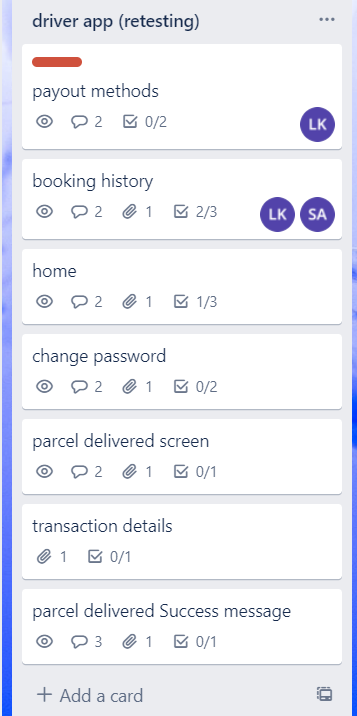 driver app (retesting)
payout methods
2 0/2 LK
booking history
2 1 2/3 LK SA
home
2 1 1/3
change password
2 1 0/2
parcel delivered screen
2 1 0/1
transaction details
1 0/1
parcel delivered Success message
3 1 0/1
+ Add a card